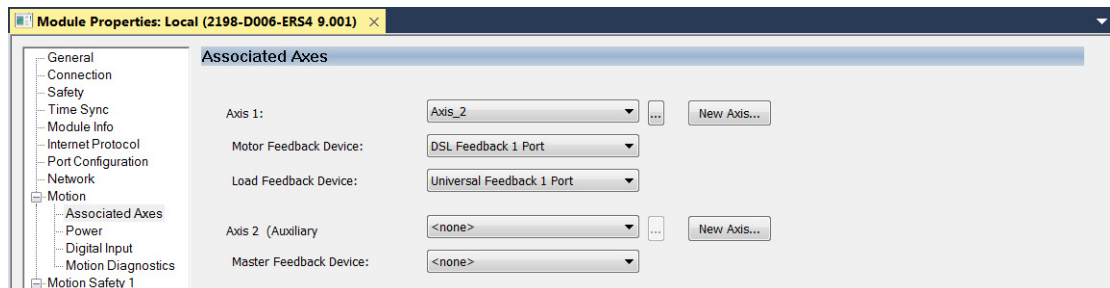 Module Properties: Local (2198-D006-ERS4 9.001)
General
Connection
Safety
Time Sync
Module Info
Internet Protocol
Port Configuration
Network
Motion
Associated Axes
Power
Digital Input
Motion Diagnostics
Motion Safety 1
Associated Axes
Axis 1: Axis_2 ... New Axis...
Motor Feedback Device: DSL Feedback 1 Port
Load Feedback Device: Universal Feedback 1 Port
Axis 2 (Auxiliary <none> ... New Axis...
Master Feedback Device: <none>